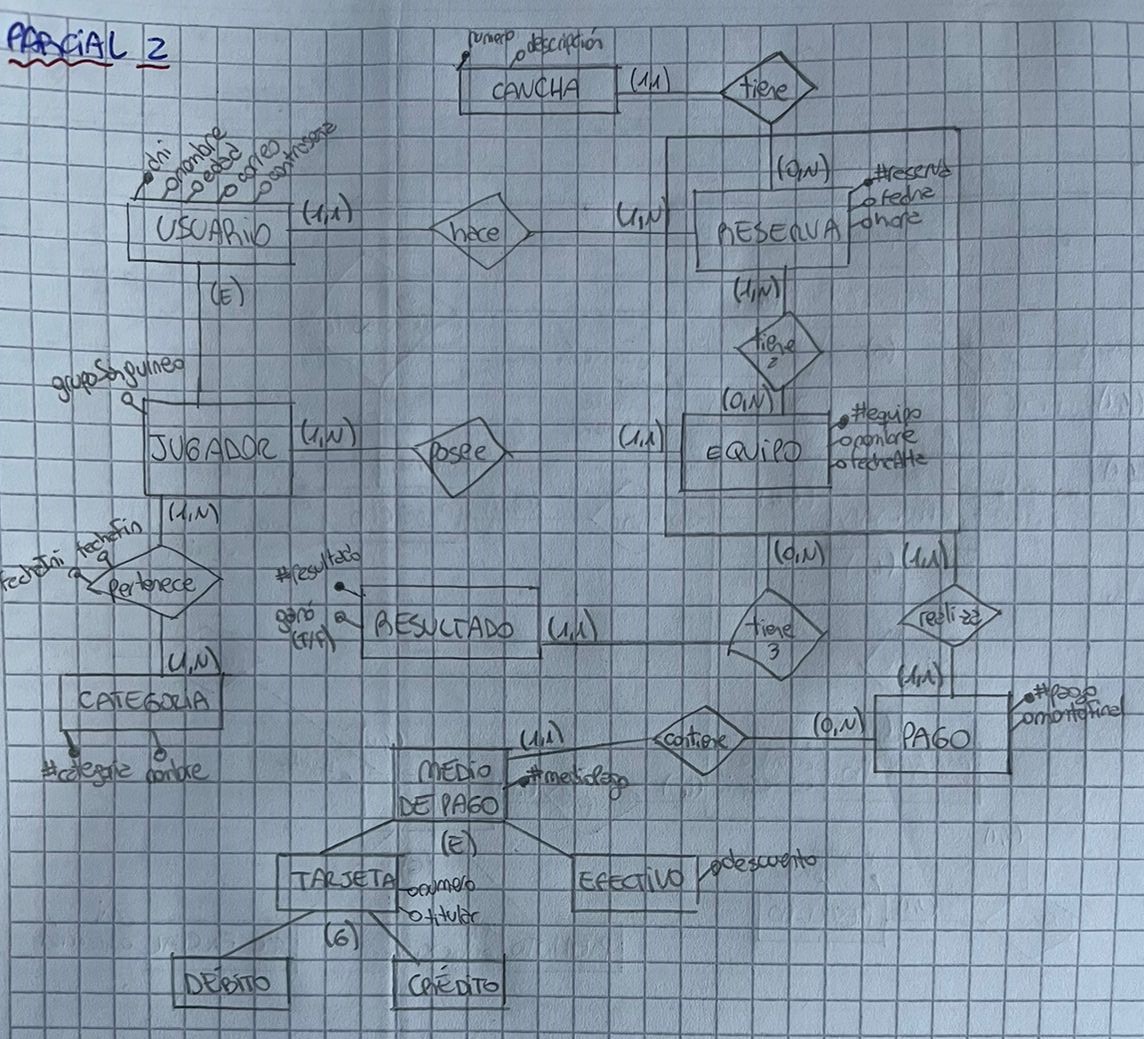 PARCIAL 2
numero
descripción
CANCHA
(1,1)
tiene
dni
nombre
edad
correo
contraseña
(0,N)
#reserva
fecha
hora
USUARIO
(1,1)
hace
(1,N)
RESERVA
(E)
(1,N)
tiene
2
grupoSanguineo
(0,N)
#equipo
nombre
fechaAlta
JUGADOR
(1,N)
posee
(1,1)
EQUIPO
(1,N)
fechaIni
fechaFin
pertenece
#resultado
ganó
(T/F)
RESULTADO
(1,1)
(0,N)
tiene
3
(1,1)
realiza
(1,N)
CATEGORIA
#categoria
nombre
(1,1)
#pago
montoFinal
PAGO
(0,N)
contiene
(1,1)
MEDIO
DE PAGO
#medioPago
(E)
TARJETA
numero
titular
EFECTIVO
descuento
(G)
DÉBITO
CRÉDITO